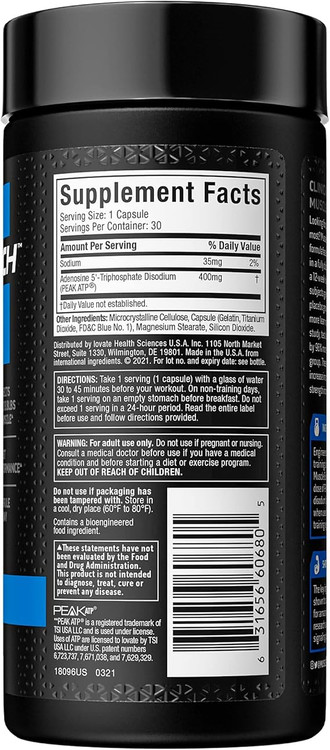 Supplement Facts
Serving Size: 1 Capsule
Servings Per Container: 30
Amount Per Serving % Daily Value
Sodium 35mg 2%
Adenosine 5'-Triphosphate Disodium 400mg †
(PEAK ATP®)
†Daily Value not established.
Other Ingredients: Microcrystalline Cellulose, Capsule (Gelatin, Titanium
Dioxide, FD&C Blue No. 1), Magnesium Stearate, Silicon Dioxide.
Distributed by Iovate Health Sciences U.S.A. Inc. 1105 North Market
Street, Suite 1330, Wilmington, DE 19801. Made in the U.S.A. from
international ingredients. © 2021. For lot no. and expiry date: see bottle.
DIRECTIONS: Take 1 serving (1 capsule) with a glass of water
30 to 45 minutes before your workout. On non-training days,
take 1 serving on an empty stomach before breakfast. Do not
exceed 1 serving in a 24-hour period. Read the entire label
before use and follow directions provided.
WARNING: For adult use only. Do not use if pregnant or nursing.
Consult a medical doctor before use if you have a medical
condition and before starting a diet or exercise program.
KEEP OUT OF REACH OF CHILDREN.
Do not use if packaging has
been tampered with. Store in
a cool, dry place (60°F to 80°F).
Contains a bioengineered
food ingredient.
▲These statements have not
been evaluated by the Food
and Drug Administration.
This product is not intended
to diagnose, treat, cure or
prevent any disease.
PEAK ATP®
™PEAK ATP® is a registered trademark of
TSI USA LLC and is used under license.
Uses of ATP are licensed to Iovate by TSI
USA LLC under U.S. patent numbers
6,723,737, 7,671,038, and 7,629,329.
18096US 0321
6 31656 60680 5
CH™